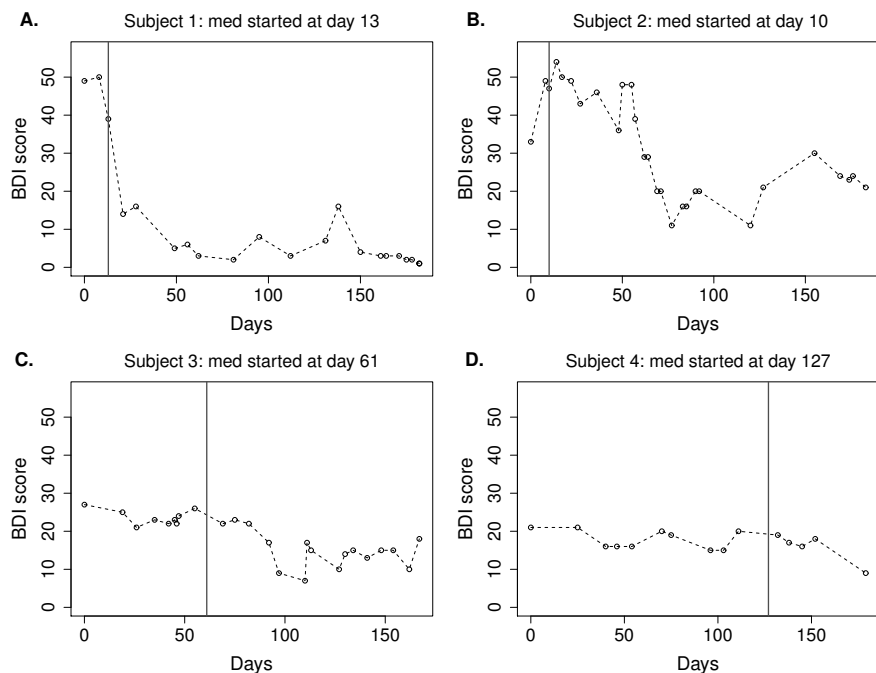 A. Subject 1: med started at day 13
BDI score
0 10 20 30 40 50
0 50 100 150
Days
B. Subject 2: med started at day 10
BDI score
0 10 20 30 40 50
0 50 100 150
Days
C. Subject 3: med started at day 61
BDI score
0 10 20 30 40 50
0 50 100 150
Days
D. Subject 4: med started at day 127
BDI score
0 10 20 30 40 50
0 50 100 150
Days